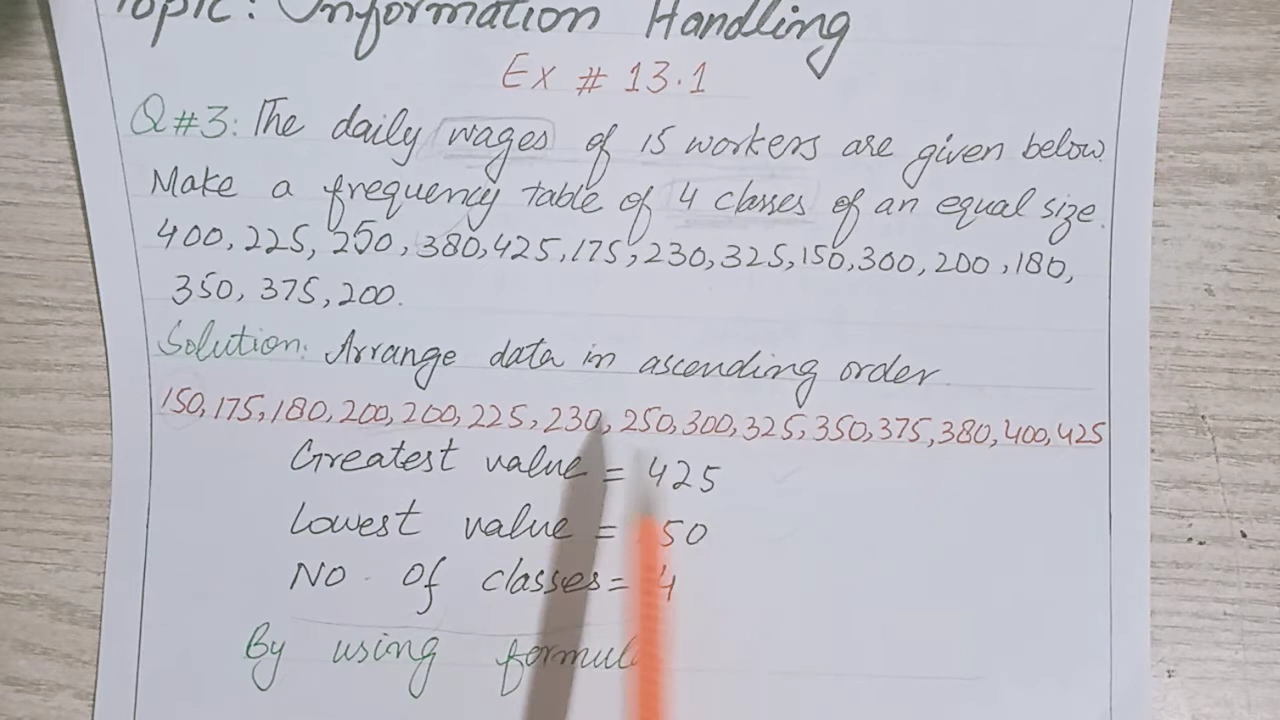 Topic: Information Handling
Ex # 13.1
Q#3: The daily wages of 15 workers are given below.
Make a frequency table of 4 classes of an equal size.
400, 225, 250, 380, 425, 175, 230, 325, 150, 300, 200, 180,
350, 375, 200.
Solution: Arrange data in ascending order
150, 175, 180, 200, 200, 225, 230, 250, 300, 325, 350, 375, 380, 400, 425
Greatest value = 425
Lowest value = 50
No. of classes = 4
By using formul